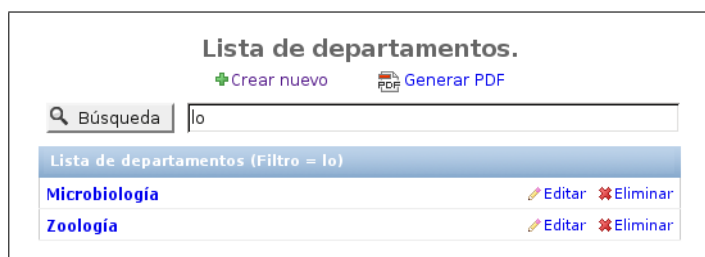 Lista de departamentos.
Crear nuevo PDF Generar PDF
Búsqueda lo
Lista de departamentos (Filtro = lo)
Microbiología Editar Eliminar
Zoología Editar Eliminar